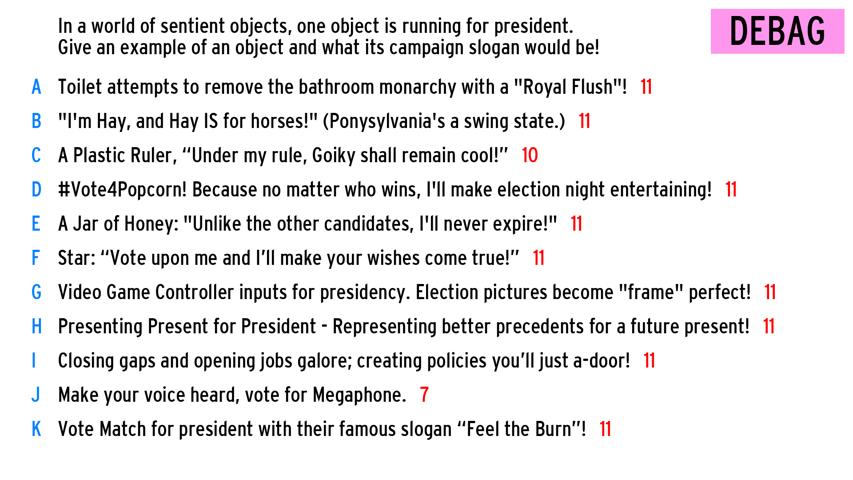 In a world of sentient objects, one object is running for president.
Give an example of an object and what its campaign slogan would be!
DEBAG
A Toilet attempts to remove the bathroom monarchy with a "Royal Flush"! 11
B "I'm Hay, and Hay IS for horses!" (Ponysylvania's a swing state.) 11
C A Plastic Ruler, “Under my rule, Goiky shall remain cool!” 10
D #Vote4Popcorn! Because no matter who wins, I'll make election night entertaining! 11
E A Jar of Honey: "Unlike the other candidates, I'll never expire!" 11
F Star: “Vote upon me and I’ll make your wishes come true!” 11
G Video Game Controller inputs for presidency. Election pictures become "frame" perfect! 11
H Presenting Present for President - Representing better precedents for a future present! 11
I Closing gaps and opening jobs galore; creating policies you’ll just a-door! 11
J Make your voice heard, vote for Megaphone. 7
K Vote Match for president with their famous slogan “Feel the Burn”! 11